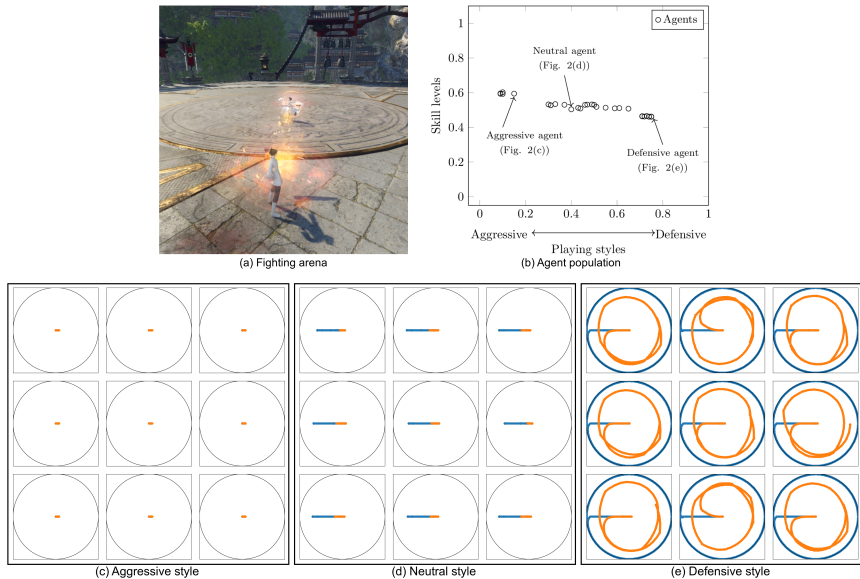 (a) Fighting arena
Agents
Neutral agent
(Fig. 2(d))
Aggressive agent
(Fig. 2(c))
Defensive agent
(Fig. 2(e))
Skill levels
1
0.8
0.6
0.4
0.2
0
0 0.2 0.4 0.6 0.8 1
Aggressive Defensive
Playing styles
(b) Agent population
(c) Aggressive style
(d) Neutral style
(e) Defensive style